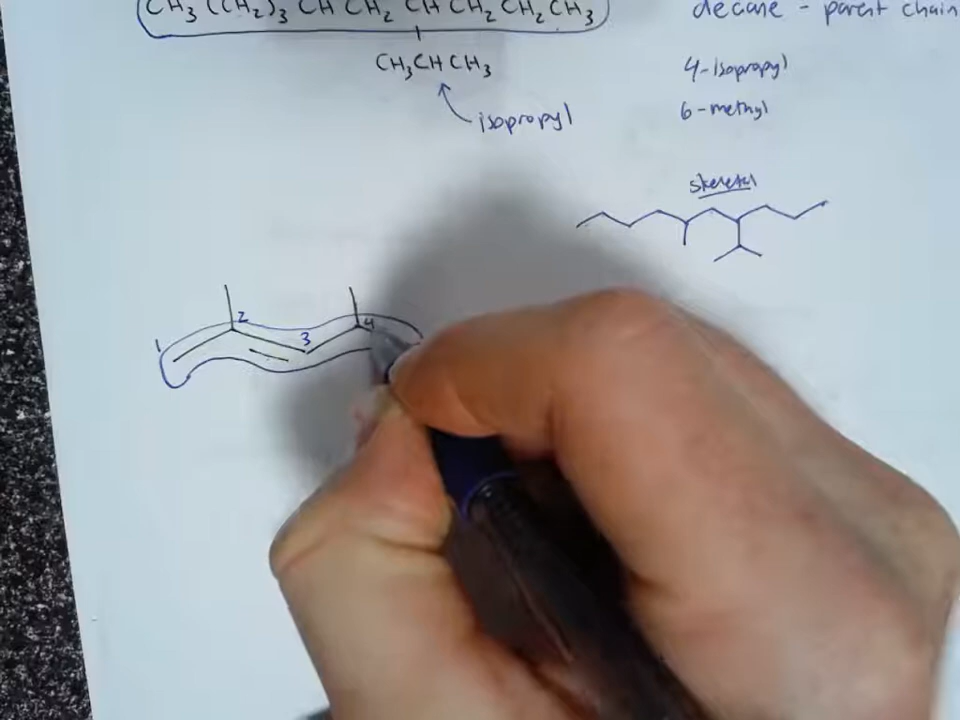 CH₃(CH₂)₃CHCH₂CHCH₂CH₂CH₃
decane - parent chain
CH₃CHCH₃
4-isopropyl
isopropyl
6-methyl
skeletal
1 2 3 4